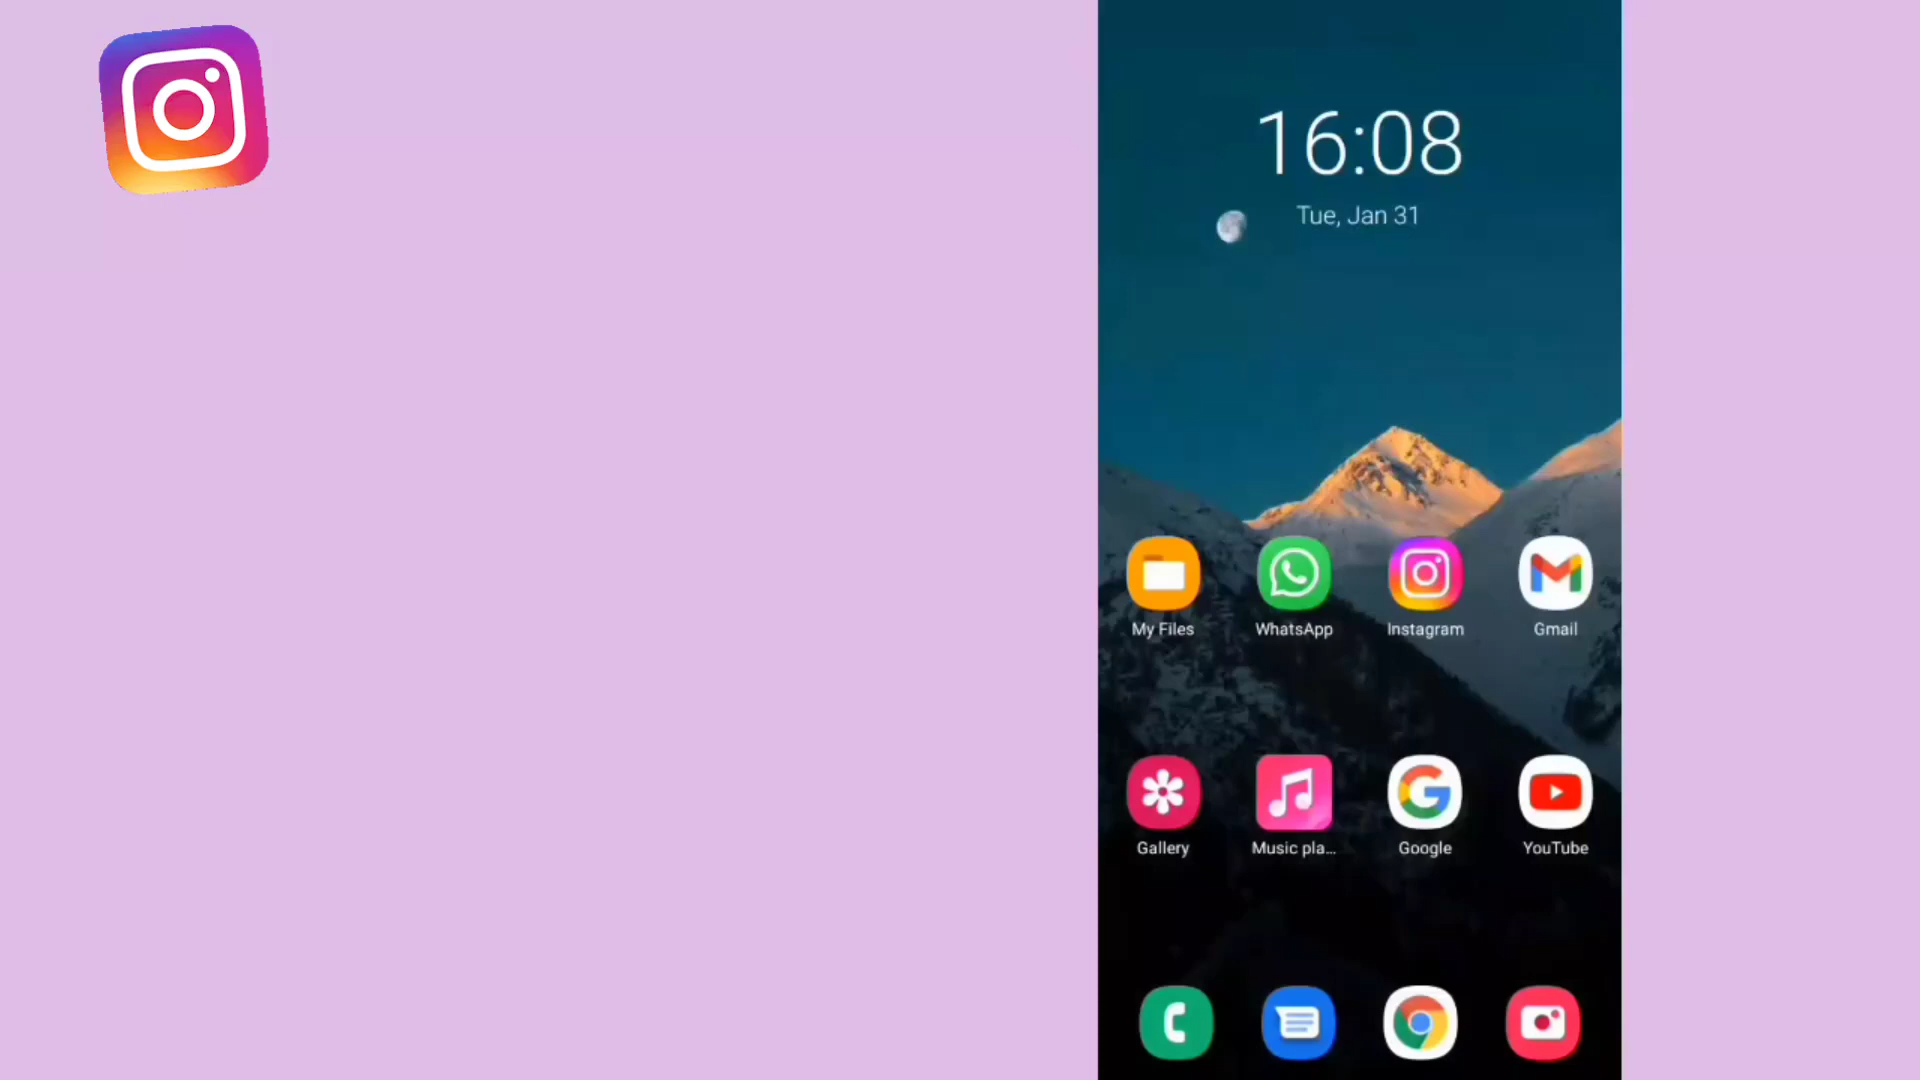 16:08
Tue, Jan 31
My Files
WhatsApp
Instagram
Gmail
Gallery
Music pla...
Google
YouTube